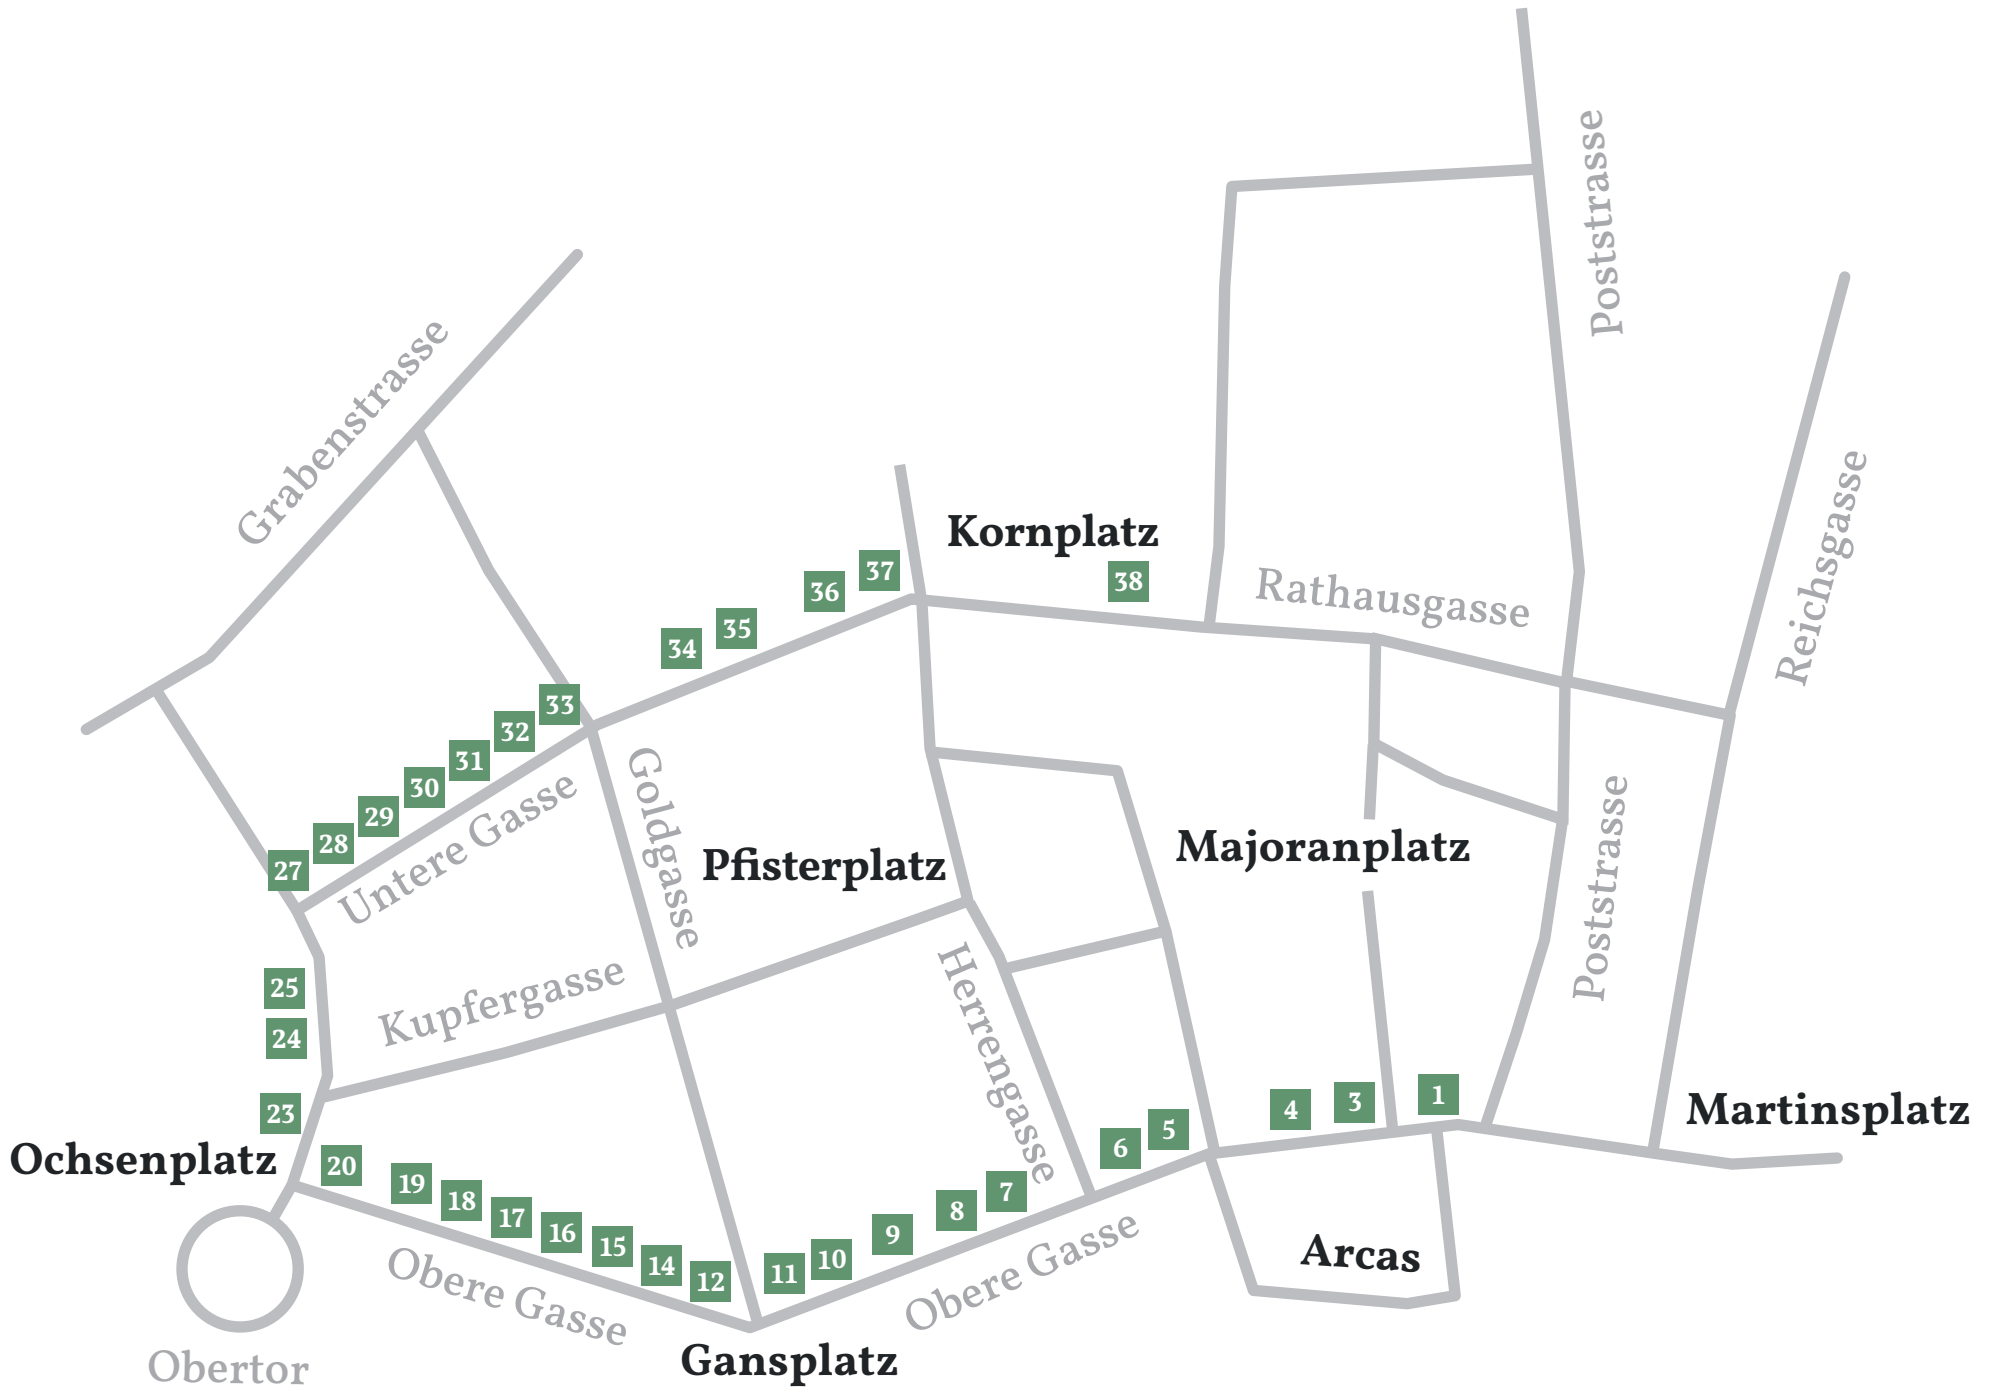 Poststrasse
Grabenstrasse
Reichsgasse
Kornplatz
37
38
36
Rathausgasse
35
34
33
32
31
30
29
28
27
Untere Gasse
Goldgasse
Pfisterplatz
Majoranplatz
Poststrasse
25
24
Kupfergasse
Herrengasse
23
1
3
4
5
6
Martinsplatz
Ochsenplatz
20
19
18
17
16
15
14
12
11
10
9
8
7
Obere Gasse
Obere Gasse
Arcas
Obertor
Gansplatz